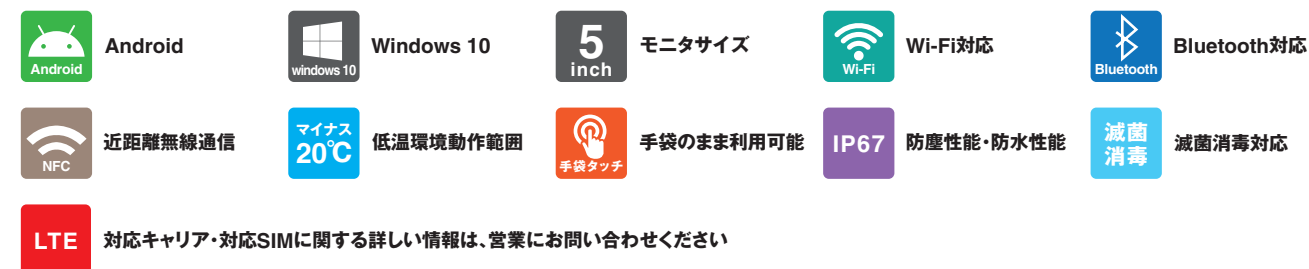 Android
Android
windows 10
Windows 10
5
inch
モニタサイズ
Wi-Fi
Wi-Fi対応
Bluetooth
Bluetooth対応
NFC
近距離無線通信
マイナス
20℃
低温環境動作範囲
手袋タッチ
手袋のまま利用可能
IP67
防塵性能・防水性能
滅菌
消毒
滅菌消毒対応
LTE
対応キャリア・対応SIMに関する詳しい情報は、営業にお問い合わせください